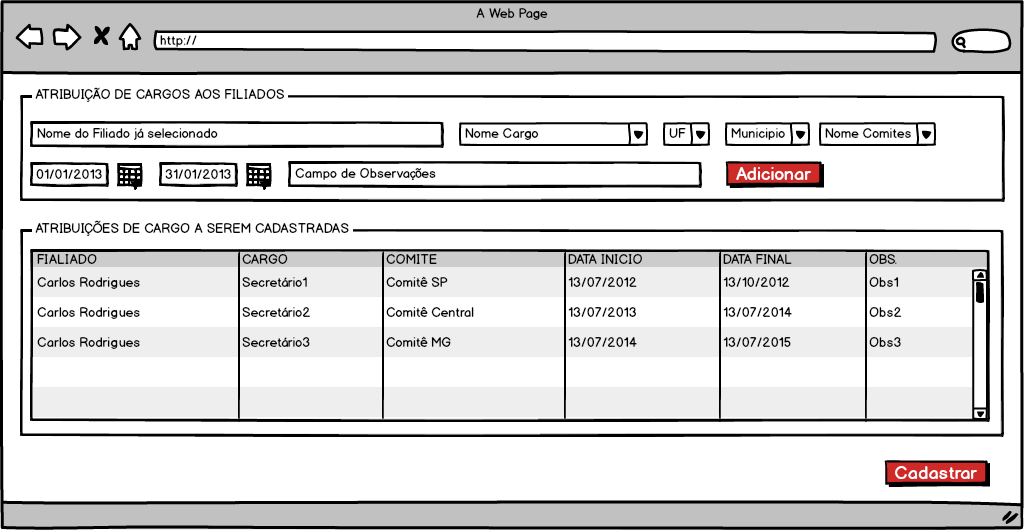 A Web Page
http://
ATRIBUIÇÃO DE CARGOS AOS FILIADOS
Nome do Filiado já selecionado Nome Cargo UF Municipio Nome Comites
01/01/2013 31/01/2013 Campo de Observações Adicionar
ATRIBUIÇÕES DE CARGO A SEREM CADASTRADAS
FIALIADO CARGO COMITE DATA INICIO DATA FINAL OBS.
Carlos Rodrigues Secretário1 Comitê SP 13/07/2012 13/10/2012 Obs1
Carlos Rodrigues Secretário2 Comitê Central 13/07/2013 13/07/2014 Obs2
Carlos Rodrigues Secretário3 Comitê MG 13/07/2014 13/07/2015 Obs3
Cadastrar